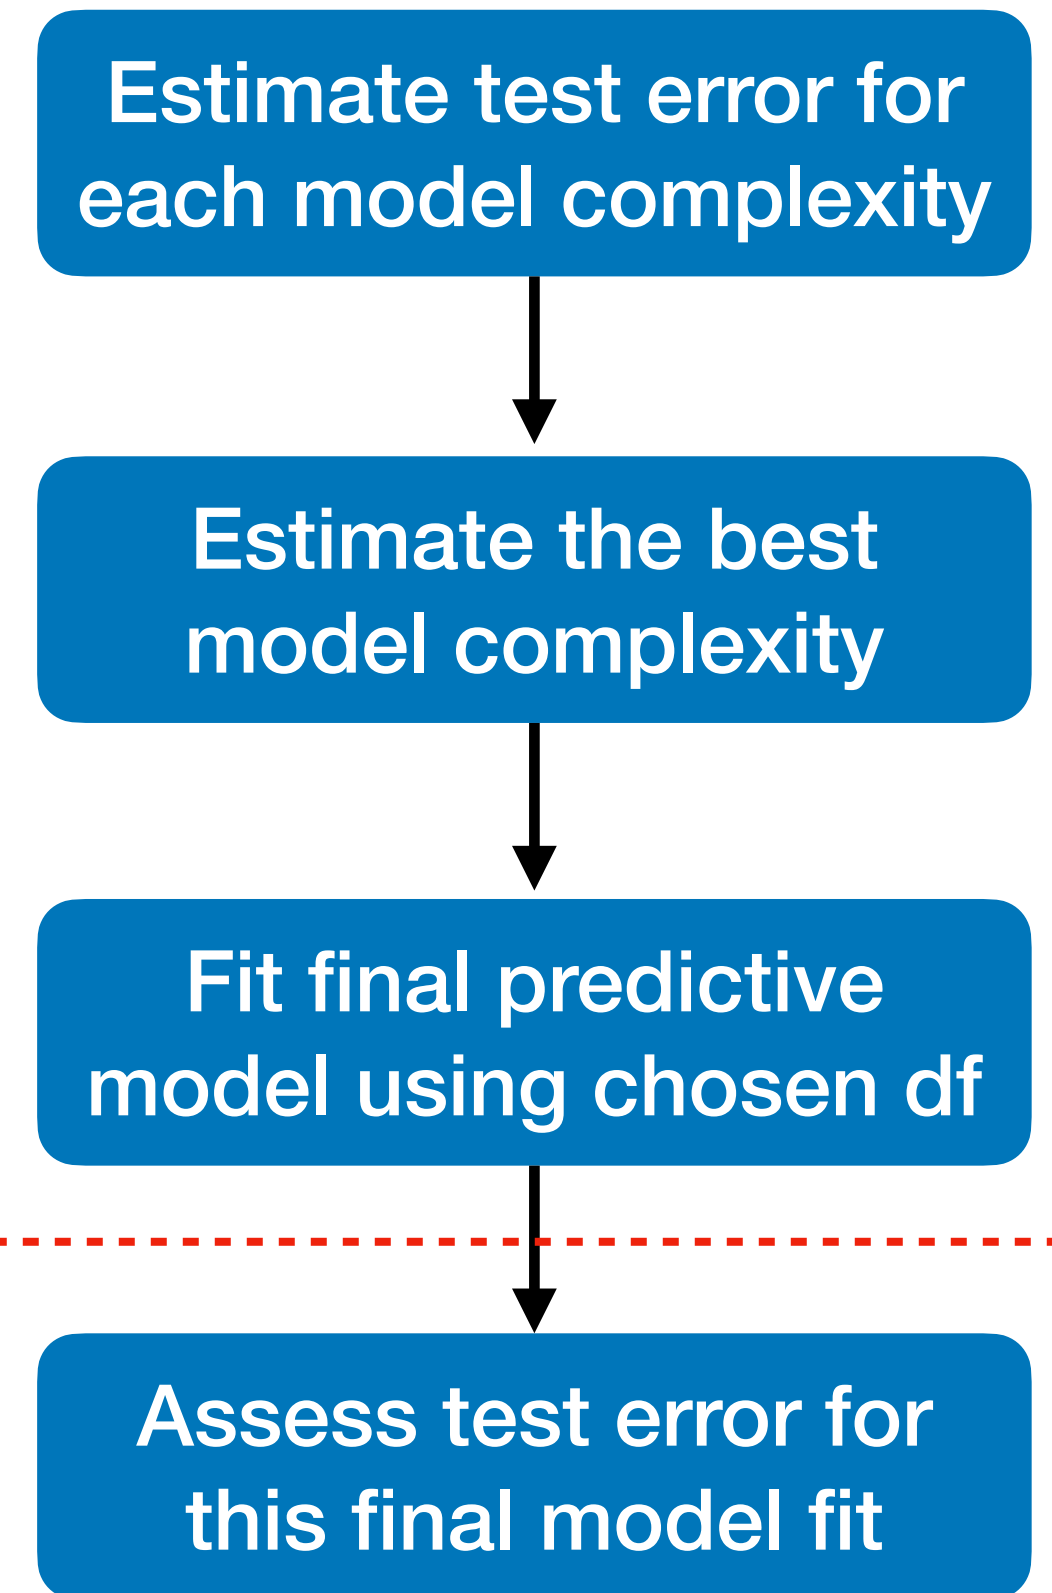 Estimate test error for
each model complexity
Estimate the best
model complexity
Fit final predictive
model using chosen df
Assess test error for
this final model fit